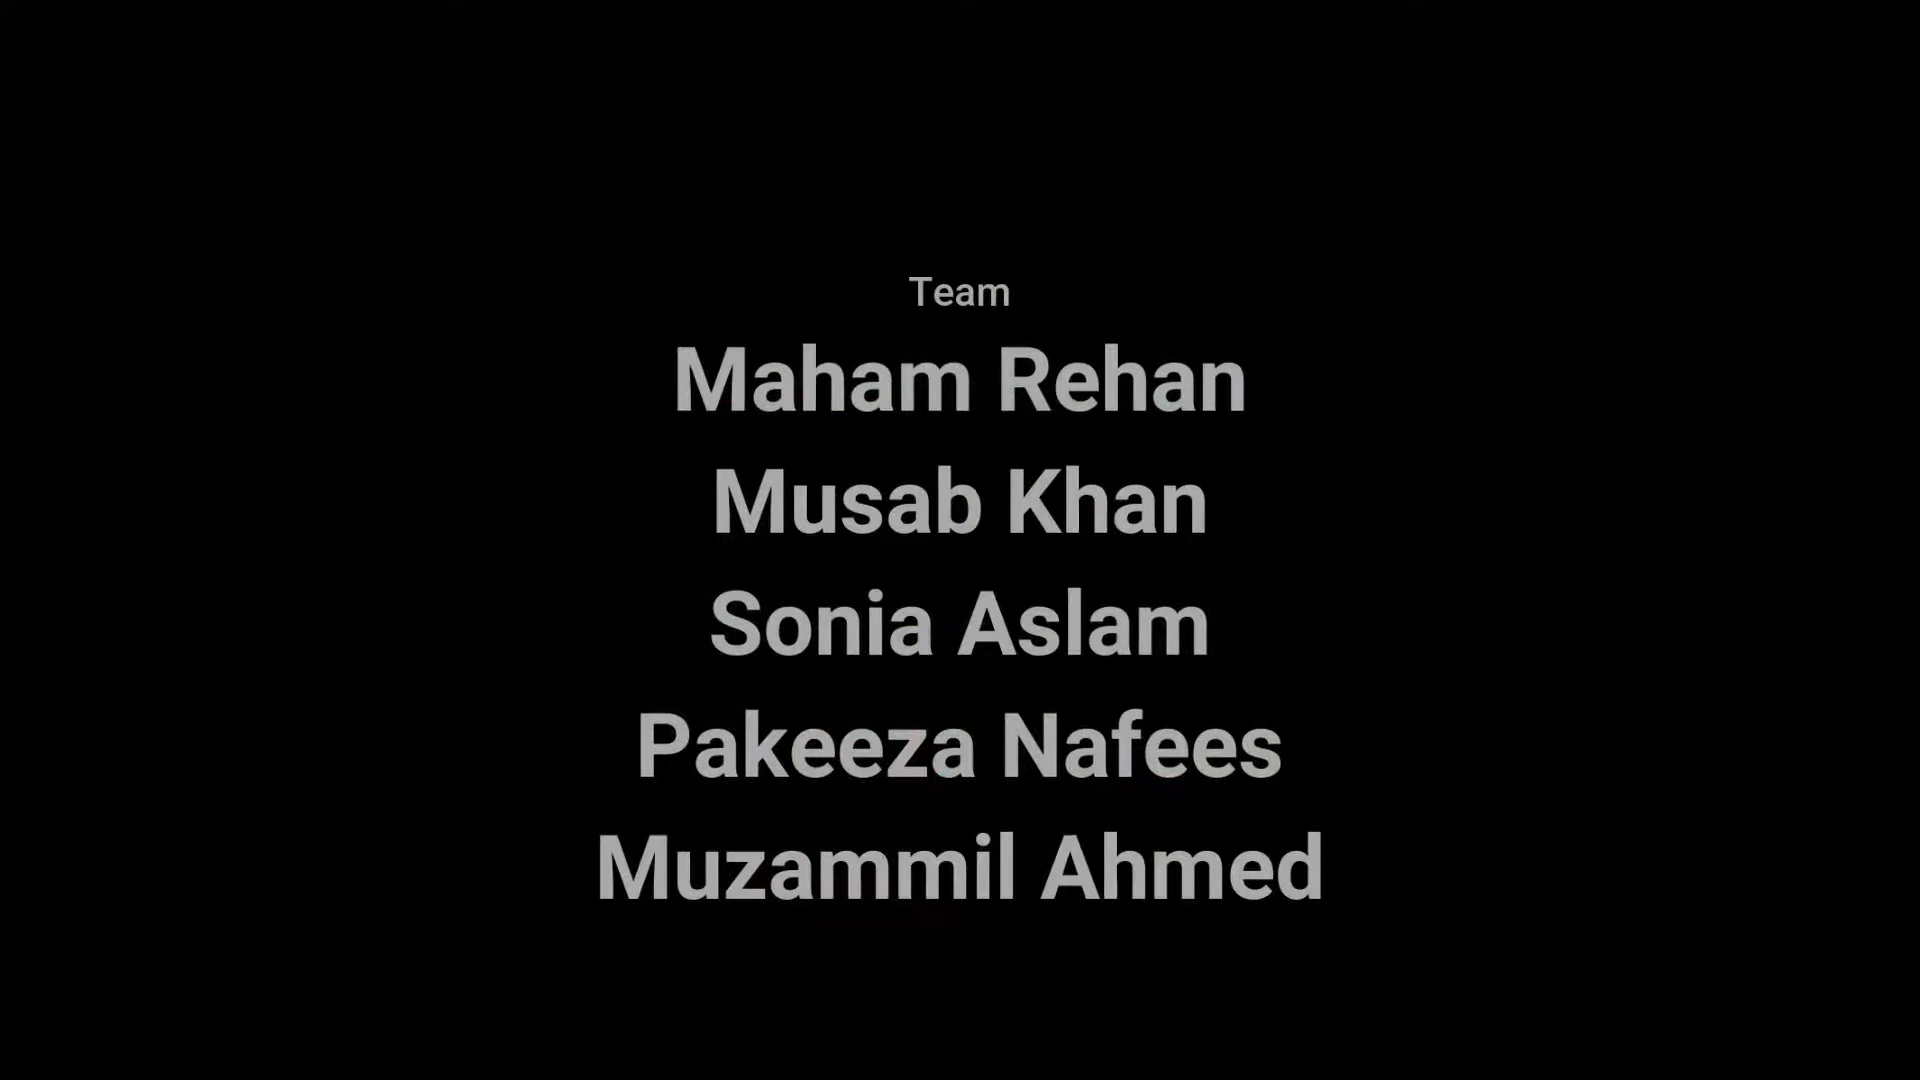 Team
Maham Rehan
Musab Khan
Sonia Aslam
Pakeeza Nafees
Muzammil Ahmed